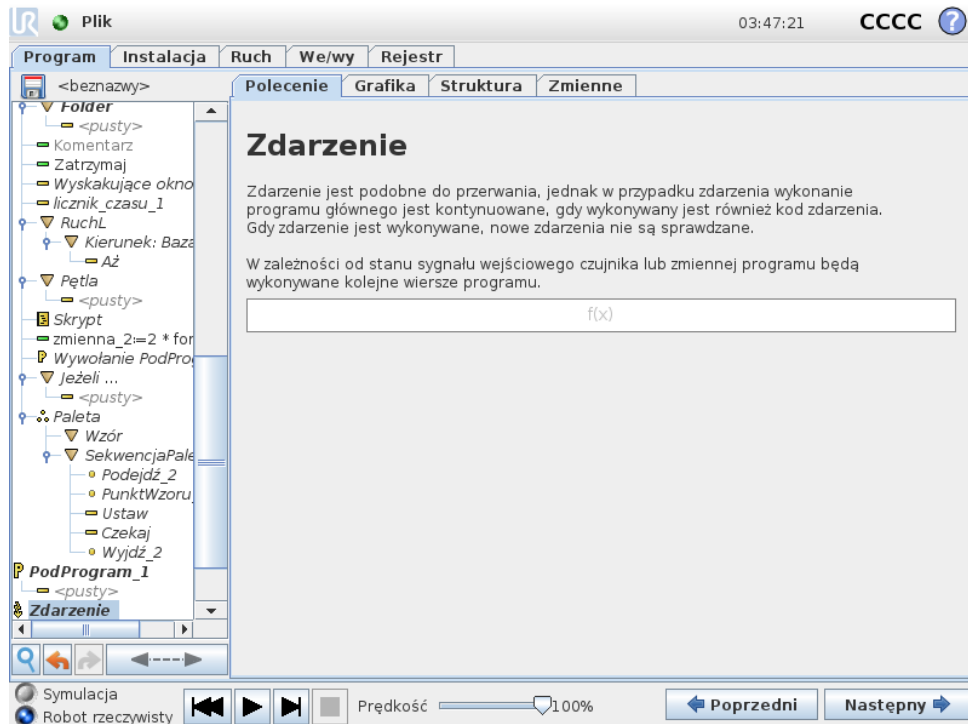 Plik 03:47:21 CCCC ?
Program Instalacja Ruch We/wy Rejestr
<beznazwy>
Polecenie Grafika Struktura Zmienne
Folder
<pusty>
Komentarz
Zatrzymaj
Wyskakujące okno
licznik_czasu_1
RuchL
Kierunek: Baza
Aż
Pętla
<pusty>
Skrypt
zmienna_2:=2 * for
Wywołanie PodPro
Jeżeli ...
<pusty>
Paleta
Wzór
SekwencjaPale
Podejdź_2
PunktWzoru_
Ustaw
Czekaj
Wyjdź_2
PodProgram_1
<pusty>
Zdarzenie
Zdarzenie
Zdarzenie jest podobne do przerwania, jednak w przypadku zdarzenia wykonanie
programu głównego jest kontynuowane, gdy wykonywany jest również kod zdarzenia.
Gdy zdarzenie jest wykonywane, nowe zdarzenia nie są sprawdzane.
W zależności od stanu sygnału wejściowego czujnika lub zmiennej programu będą
wykonywane kolejne wiersze programu.
f(x)
Symulacja
Robot rzeczywisty
Prędkość 100%
Poprzedni Następny